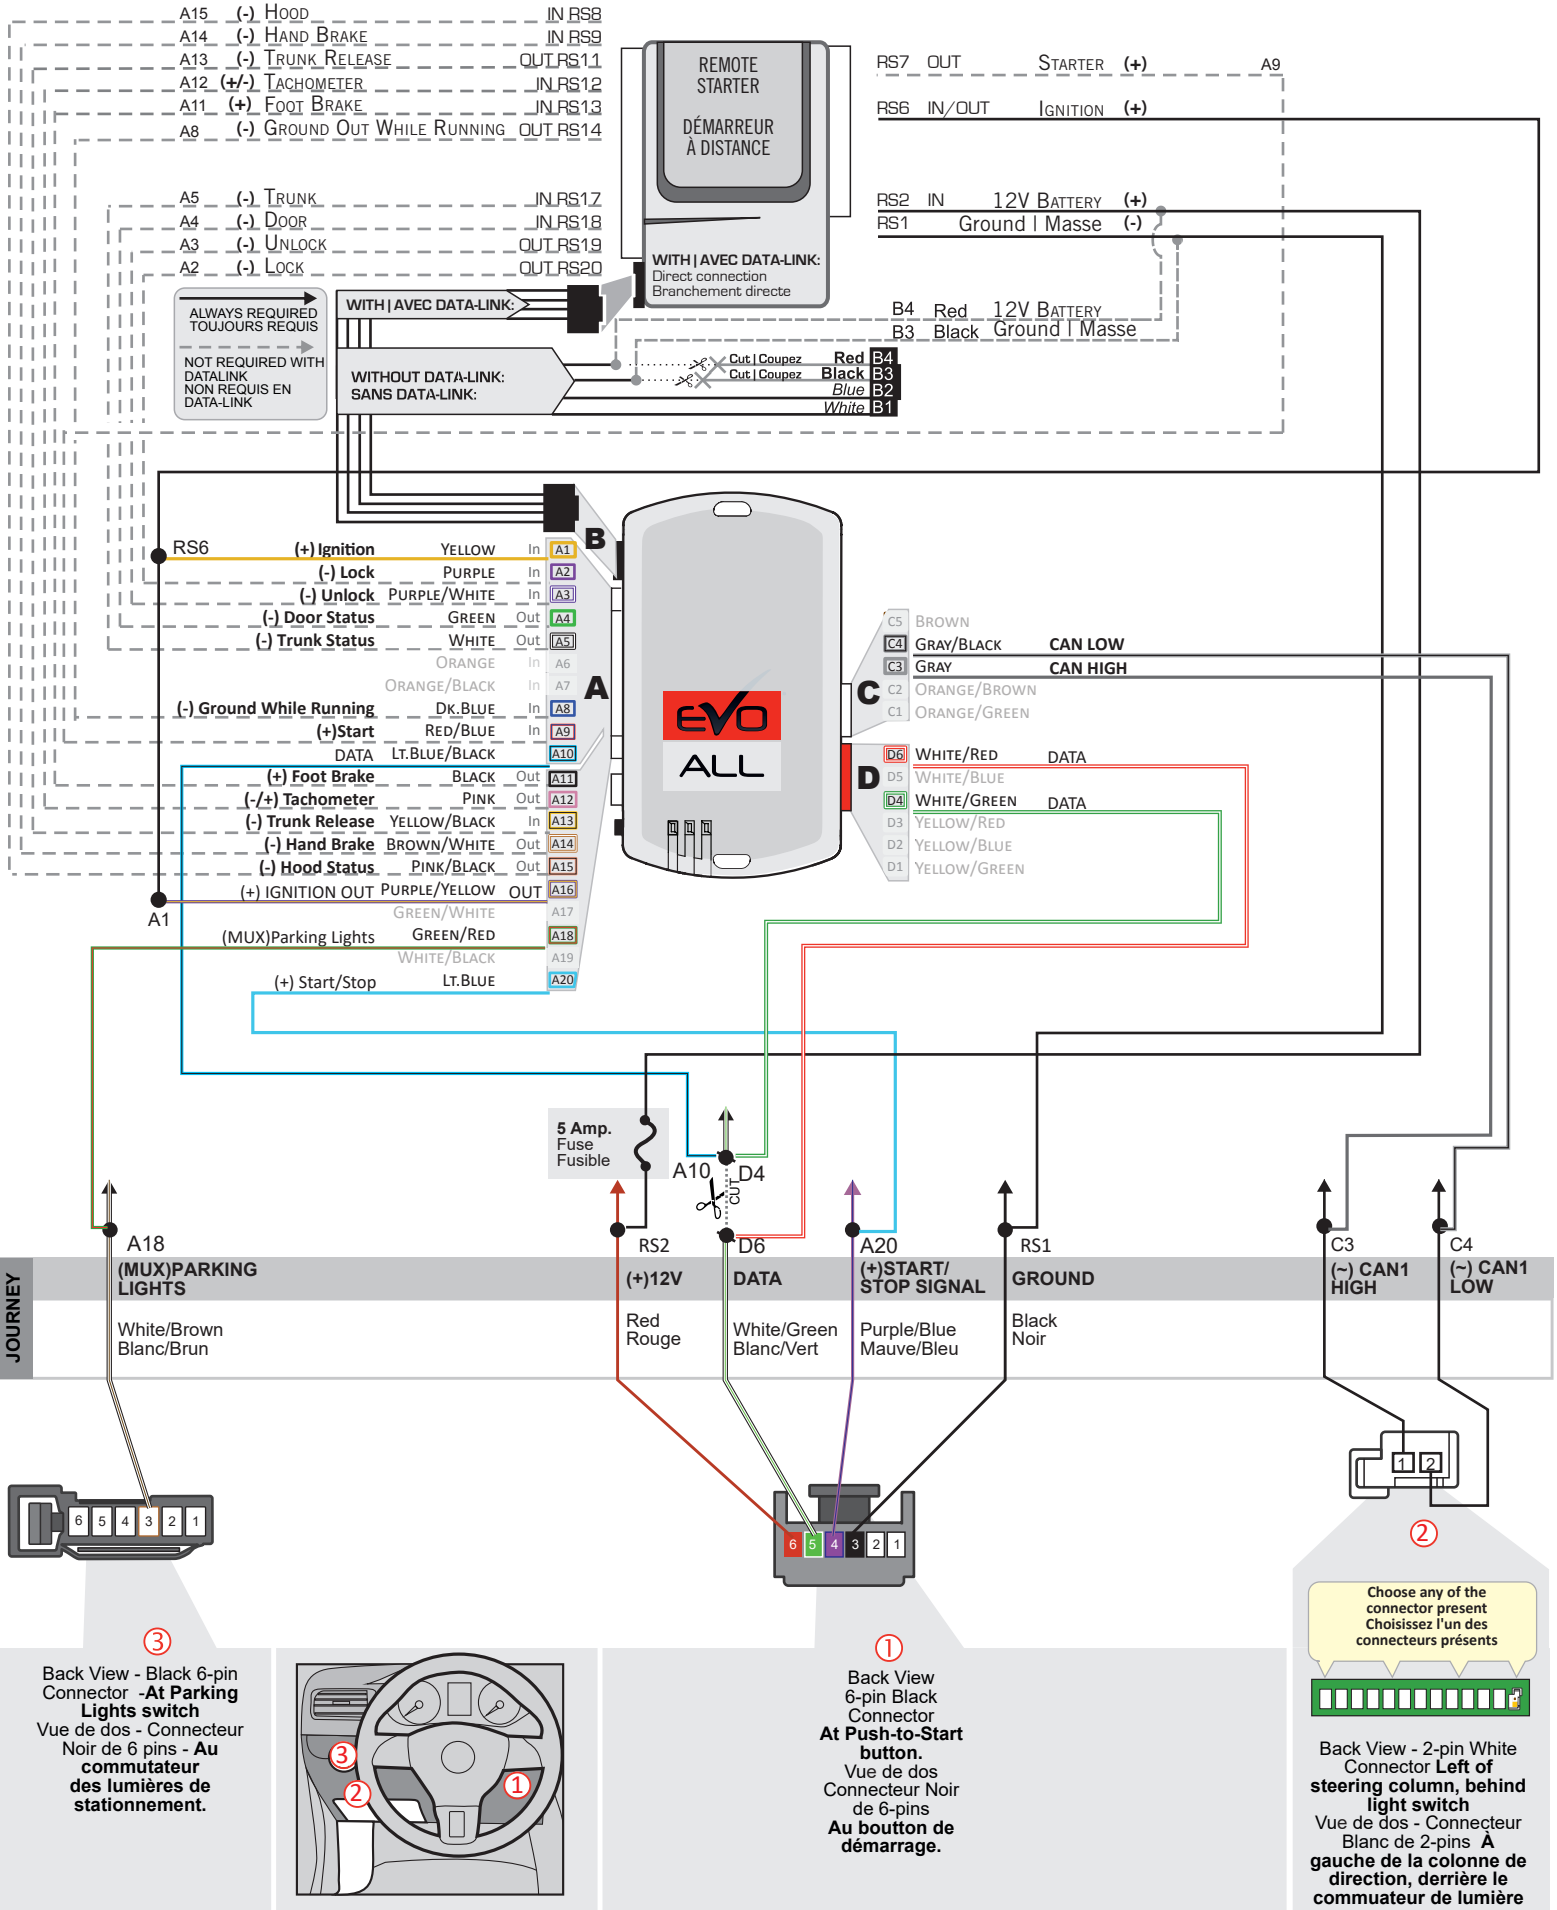 A15 (-) HOOD IN RS8
A14 (-) HAND BRAKE IN RS9
A13 (-) TRUNK RELEASE OUT RS11
A12 (+/-) TACHOMETER IN RS12
A11 (+) FOOT BRAKE IN RS13
A8 (-) GROUND OUT WHILE RUNNING OUT RS14
A5 (-) TRUNK IN RS17
A4 (-) DOOR IN RS18
A3 (-) UNLOCK OUT RS19
A2 (-) LOCK OUT RS20
REMOTE
STARTER
DÉMARREUR
À DISTANCE
WITH | AVEC DATA-LINK:
Direct connection
Branchement directe
RS7 OUT STARTER (+) A9
RS6 IN/OUT IGNITION (+)
RS2 IN 12V BATTERY (+)
RS1 Ground | Masse (-)
B4 Red 12V BATTERY
B3 Black Ground | Masse
ALWAYS REQUIRED
TOUJOURS REQUIS
NOT REQUIRED WITH
DATALINK
NON REQUIS EN
DATA-LINK
WITH | AVEC DATA-LINK:
WITHOUT DATA-LINK:
SANS DATA-LINK:
Cut | Coupez Red B4
Cut | Coupez Black B3
Blue B2
White B1
B
RS6 (+) Ignition YELLOW In A1
(-) Lock PURPLE In A2
(-) Unlock PURPLE/WHITE In A3
(-) Door Status GREEN Out A4
(-) Trunk Status WHITE Out A5
ORANGE In A6
ORANGE/BLACK In A7
(-) Ground While Running DK.BLUE In A8
(+)Start RED/BLUE In A9
DATA LT.BLUE/BLACK A10
(+) Foot Brake BLACK Out A11
(-/+) Tachometer PINK Out A12
(-) Trunk Release YELLOW/BLACK In A13
(-) Hand Brake BROWN/WHITE Out A14
(-) Hood Status PINK/BLACK Out A15
(+) IGNITION OUT PURPLE/YELLOW OUT A16
A1
GREEN/WHITE A17
(MUX)Parking Lights GREEN/RED A18
WHITE/BLACK A19
(+) Start/Stop LT.BLUE A20
A
EVO
ALL
C
C5 BROWN
C4 GRAY/BLACK CAN LOW
C3 GRAY CAN HIGH
C2 ORANGE/BROWN
C1 ORANGE/GREEN
D
D6 WHITE/RED DATA
D5 WHITE/BLUE
D4 WHITE/GREEN DATA
D3 YELLOW/RED
D2 YELLOW/BLUE
D1 YELLOW/GREEN
5 Amp.
Fuse
Fusible
A10 D4
CUT
A18 RS2 D6 A20 RS1 C3 C4
JOURNEY
(MUX)PARKING
LIGHTS
(+)12V
DATA
(+)START/
STOP SIGNAL
GROUND
(~) CAN1
HIGH
(~) CAN1
LOW
White/Brown
Blanc/Brun
Red
Rouge
White/Green
Blanc/Vert
Purple/Blue
Mauve/Bleu
Black
Noir
6 5 4 3 2 1
6 5 4 3 2 1
1 2
3
Back View - Black 6-pin
Connector -At Parking
Lights switch
Vue de dos - Connecteur
Noir de 6 pins - Au
commutateur
des lumières de
stationnement.
3
2
1
1
Back View
6-pin Black
Connector
At Push-to-Start
button.
Vue de dos
Connecteur Noir
de 6-pins
Au boutton de
démarrage.
2
Choose any of the
connector present
Choisissez l'un des
connecteurs présents
Back View - 2-pin White
Connector Left of
steering column, behind
light switch
Vue de dos - Connecteur
Blanc de 2-pins À
gauche de la colonne de
direction, derrière le
commuateur de lumière